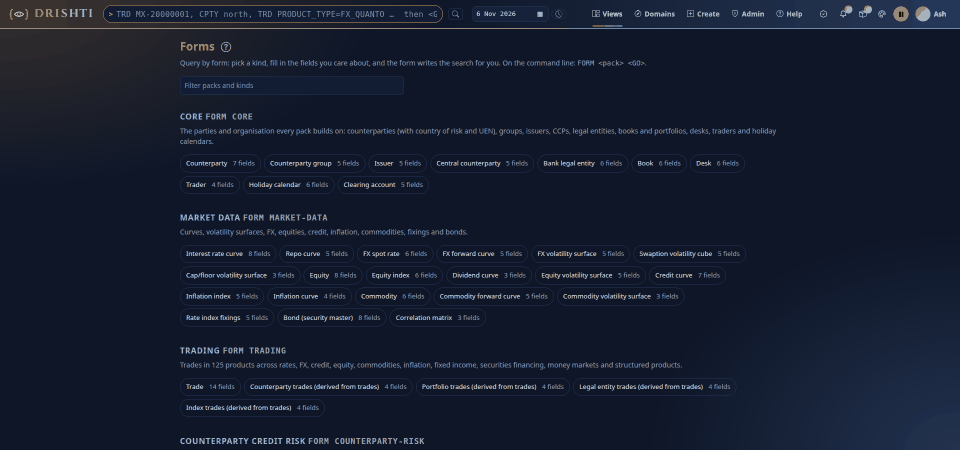 DRISHTI
> TRD MX-20000001, CPTY north, TRD PRODUCT_TYPE=FX_QUANTO … then <G
6 Nov 2026
Views
Domains
Create
Admin
Help
Ash
Forms ?
Query by form: pick a kind, fill in the fields you care about, and the form writes the search for you. On the command line: FORM <pack> <GO>.
Filter packs and kinds
CORE FORM CORE
The parties and organisation every pack builds on: counterparties (with country of risk and UEN), groups, issuers, CCPs, legal entities, books and portfolios, desks, traders and holiday
calendars.
Counterparty 7 fields Counterparty group 5 fields Issuer 5 fields Central counterparty 5 fields Bank legal entity 6 fields Book 6 fields Desk 6 fields
Trader 4 fields Holiday calendar 6 fields Clearing account 5 fields
MARKET DATA FORM MARKET-DATA
Curves, volatility surfaces, FX, equities, credit, inflation, commodities, fixings and bonds.
Interest rate curve 8 fields Repo curve 5 fields FX spot rate 6 fields FX forward curve 5 fields FX volatility surface 5 fields Swaption volatility cube 5 fields
Cap/floor volatility surface 3 fields Equity 8 fields Equity index 6 fields Dividend curve 3 fields Equity volatility surface 5 fields Credit curve 7 fields
Inflation index 5 fields Inflation curve 4 fields Commodity 6 fields Commodity forward curve 5 fields Commodity volatility surface 3 fields
Rate index fixings 5 fields Bond (security master) 8 fields Correlation matrix 3 fields
TRADING FORM TRADING
Trades in 125 products across rates, FX, credit, equity, commodities, inflation, fixed income, securities financing, money markets and structured products.
Trade 14 fields Counterparty trades (derived from trades) 4 fields Portfolio trades (derived from trades) 4 fields Legal entity trades (derived from trades) 4 fields
Index trades (derived from trades) 4 fields
COUNTERPARTY CREDIT RISK FORM COUNTERPARTY-RISK